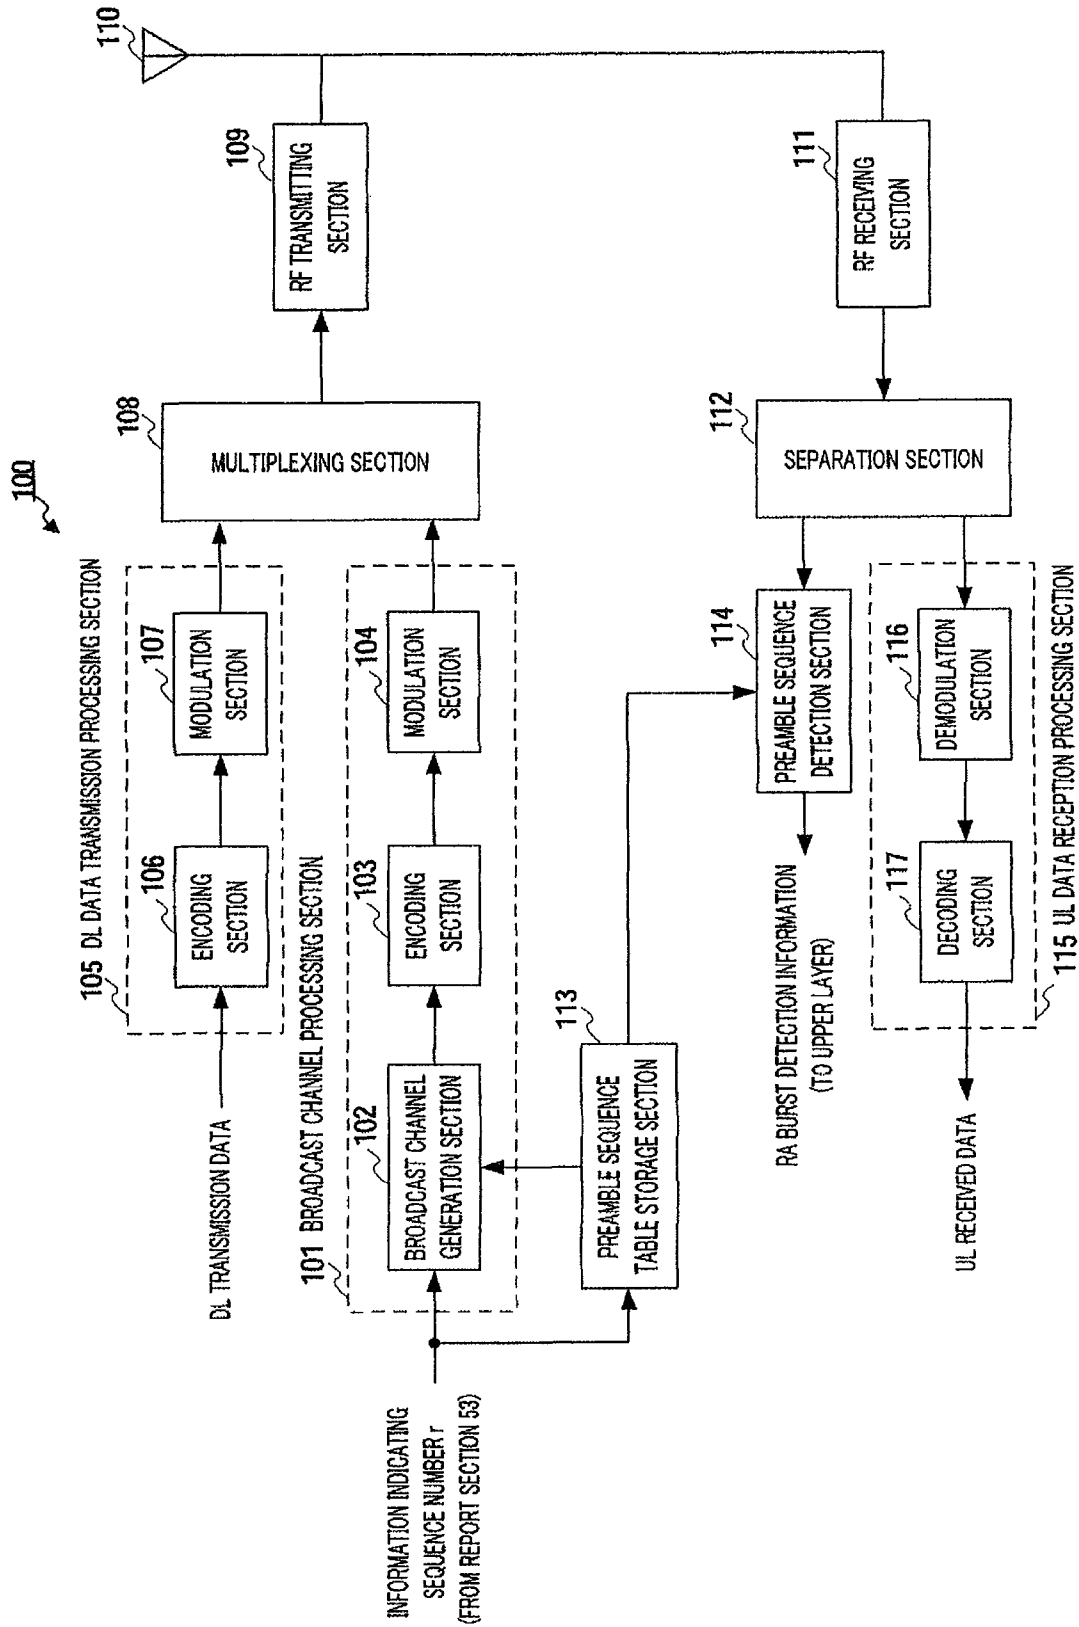 100
105 DL DATA TRANSMISSION PROCESSING SECTION
DL TRANSMISSION DATA
106
ENCODING
SECTION
107
MODULATION
SECTION
108
MULTIPLEXING SECTION
109
RF TRANSMITTING
SECTION
110
101 BROADCAST CHANNEL PROCESSING SECTION
INFORMATION INDICATING
SEQUENCE NUMBER r
(FROM REPORT SECTION 53)
102
BROADCAST CHANNEL
GENERATION SECTION
103
ENCODING
SECTION
104
MODULATION
SECTION
113
PREAMBLE SEQUENCE
TABLE STORAGE SECTION
114
PREAMBLE SEQUENCE
DETECTION SECTION
RA BURST DETECTION INFORMATION
(TO UPPER LAYER)
112
SEPARATION SECTION
111
RF RECEIVING
SECTION
UL RECEIVED DATA
117
DECODING
SECTION
116
DEMODULATION
SECTION
115 UL DATA RECEPTION PROCESSING SECTION